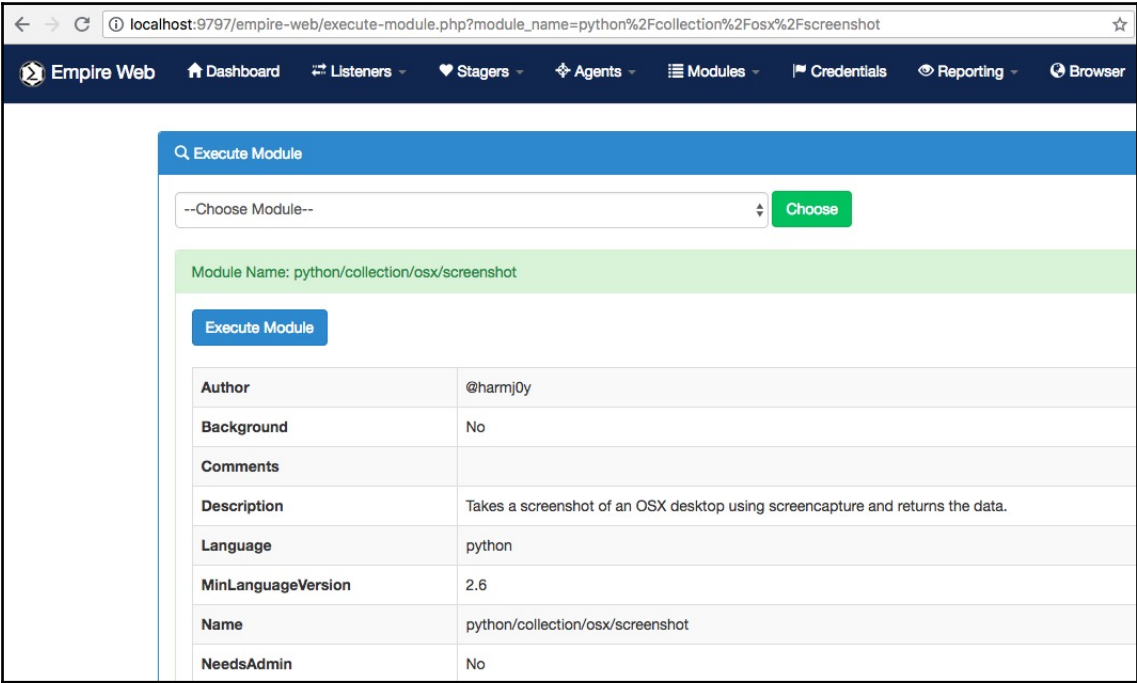 localhost:9797/empire-web/execute-module.php?module_name=python%2Fcollection%2Fosx%2Fscreenshot
Empire Web Dashboard Listeners Stagers Agents Modules Credentials Reporting Browser
Execute Module
--Choose Module-- Choose
Module Name: python/collection/osx/screenshot
Execute Module
Author @harmj0y
Background No
Comments
Description Takes a screenshot of an OSX desktop using screencapture and returns the data.
Language python
MinLanguageVersion 2.6
Name python/collection/osx/screenshot
NeedsAdmin No